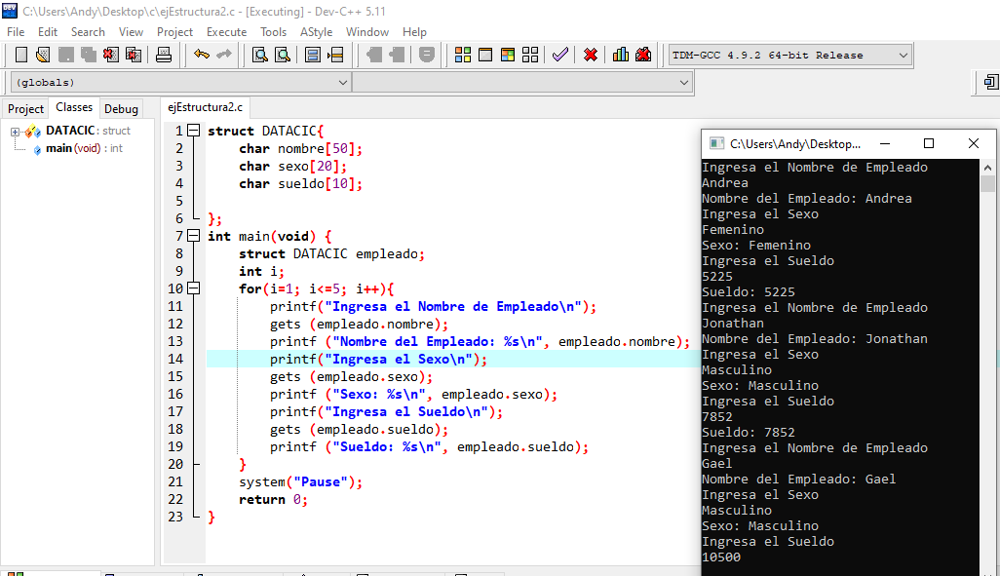 C:\Users\Andy\Desktop\c\ejEstructura2.c - [Executing] - Dev-C++ 5.11
File Edit Search View Project Execute Tools AStyle Window Help
TDM-GCC 4.9.2 64-bit Release
(globals)
Project Classes Debug
DATACIC : struct
main (void) : int
ejEstructura2.c
1 struct DATACIC{
2 char nombre[50];
3 char sexo[20];
4 char sueldo[10];
5
6 };
7 int main(void) {
8 struct DATACIC empleado;
9 int i;
10 for(i=1; i<=5; i++){
11 printf("Ingresa el Nombre de Empleado\n");
12 gets (empleado.nombre);
13 printf ("Nombre del Empleado: %s\n", empleado.nombre);
14 printf("Ingresa el Sexo\n");
15 gets (empleado.sexo);
16 printf ("Sexo: %s\n", empleado.sexo);
17 printf("Ingresa el Sueldo\n");
18 gets (empleado.sueldo);
19 printf ("Sueldo: %s\n", empleado.sueldo);
20 }
21 system("Pause");
22 return 0;
23 }
C:\Users\Andy\Desktop...
Ingresa el Nombre de Empleado
Andrea
Nombre del Empleado: Andrea
Ingresa el Sexo
Femenino
Sexo: Femenino
Ingresa el Sueldo
5225
Sueldo: 5225
Ingresa el Nombre de Empleado
Jonathan
Nombre del Empleado: Jonathan
Ingresa el Sexo
Masculino
Sexo: Masculino
Ingresa el Sueldo
7852
Sueldo: 7852
Ingresa el Nombre de Empleado
Gael
Nombre del Empleado: Gael
Ingresa el Sexo
Masculino
Sexo: Masculino
Ingresa el Sueldo
10500